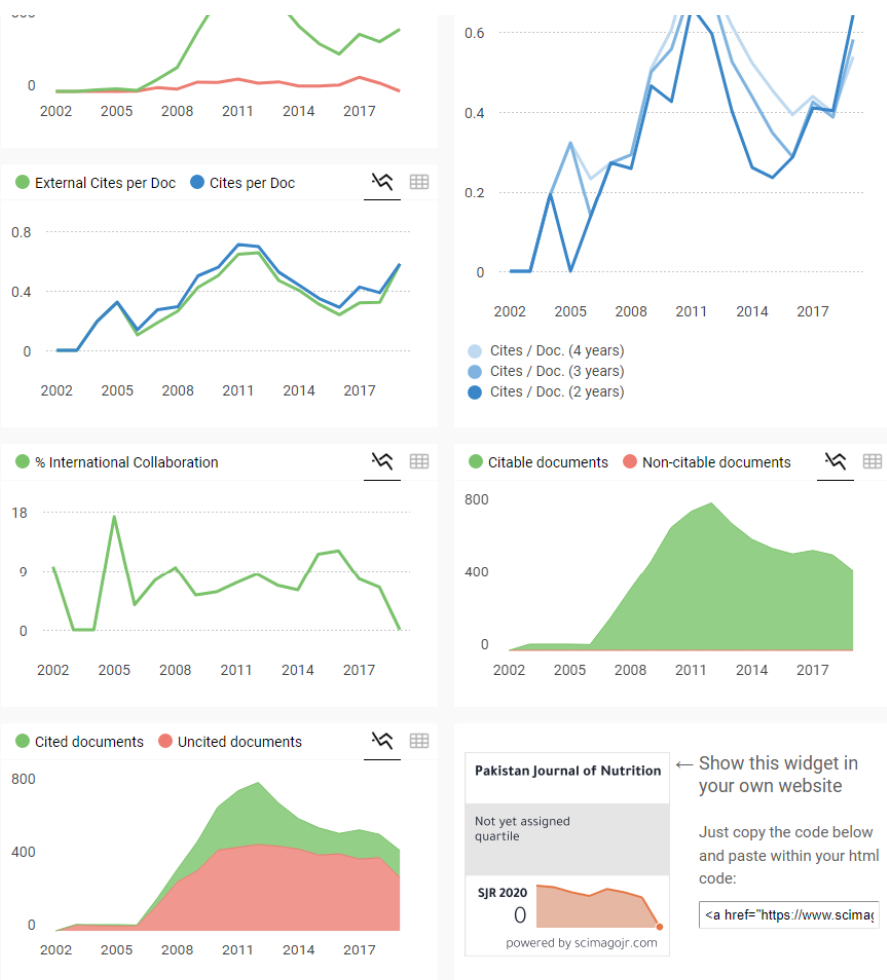 0
2002 2005 2008 2011 2014 2017
External Cites per Doc Cites per Doc
0.8
0.4
0
2002 2005 2008 2011 2014 2017
% International Collaboration
18
9
0
2002 2005 2008 2011 2014 2017
Cited documents Uncited documents
800
400
0
2002 2005 2008 2011 2014 2017
0.6
0.4
0.2
0
2002 2005 2008 2011 2014 2017
Cites / Doc. (4 years)
Cites / Doc. (3 years)
Cites / Doc. (2 years)
Citable documents Non-citable documents
800
400
0
2002 2005 2008 2011 2014 2017
Pakistan Journal of Nutrition
Not yet assigned
quartile
SJR 2020
0
powered by scimagojr.com
← Show this widget in
your own website
Just copy the code below
and paste within your html
code:
<a href="https://www.scimag